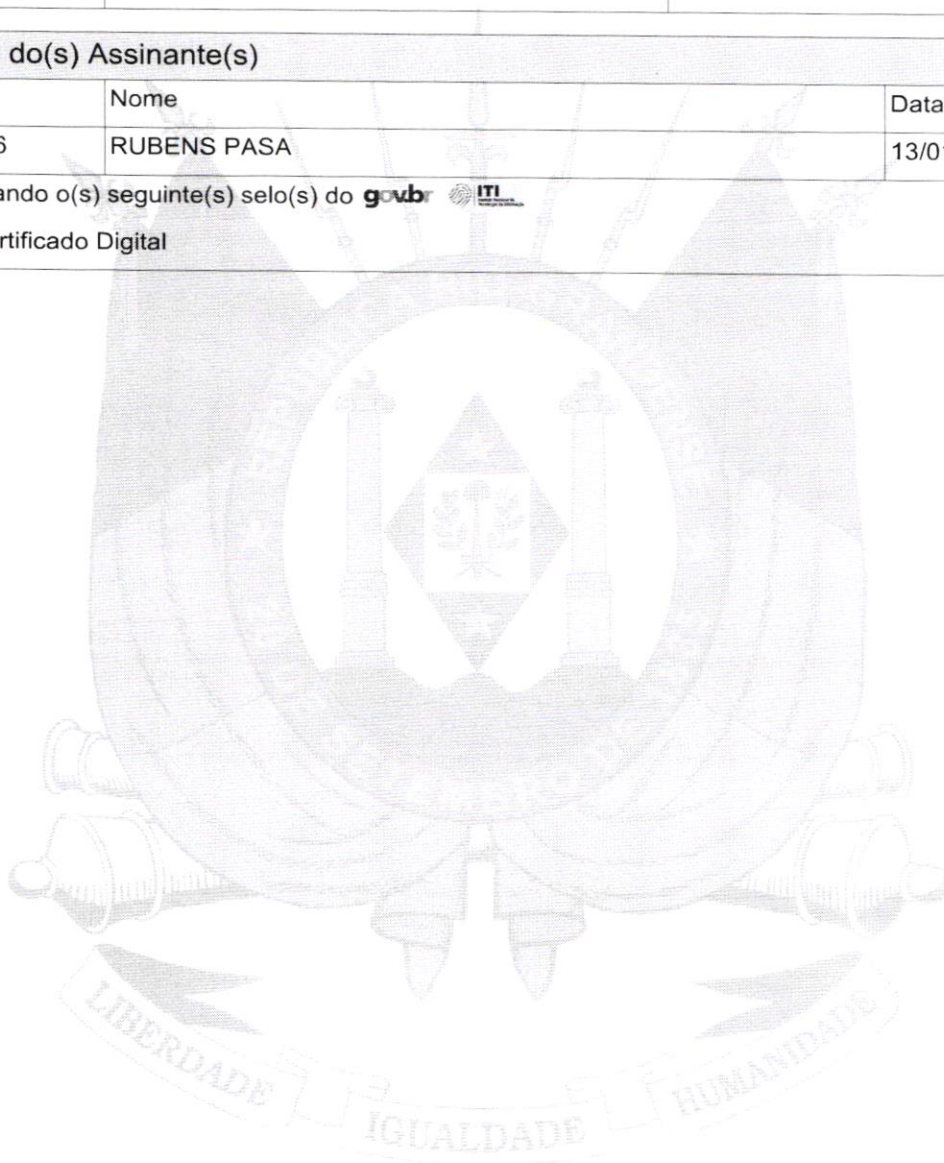 do(s) Assinante(s)
Nome Data
6 RUBENS PASA 13/01
ando o(s) seguinte(s) selo(s) do gov.br ITI
rtificado Digital
LIBERDADE
IGUALDADE
HUMANIDADE